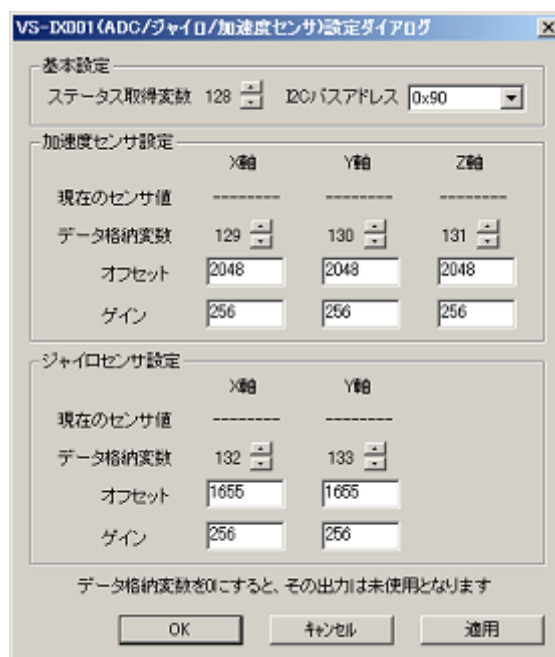 VS-IX001(ADC/ジャイロ/加速度センサ)設定ダイアログ
基本設定
ステータス取得変数 128 I2Cバスアドレス 0x90
加速度センサ設定
X軸 Y軸 Z軸
現在のセンサ値 -------- -------- --------
データ格納変数 129 130 131
オフセット 2048 2048 2048
ゲイン 256 256 256
ジャイロセンサ設定
X軸 Y軸
現在のセンサ値 -------- --------
データ格納変数 132 133
オフセット 1655 1655
ゲイン 256 256
データ格納変数を0にすると、その出力は未使用となります
OK キャンセル 適用